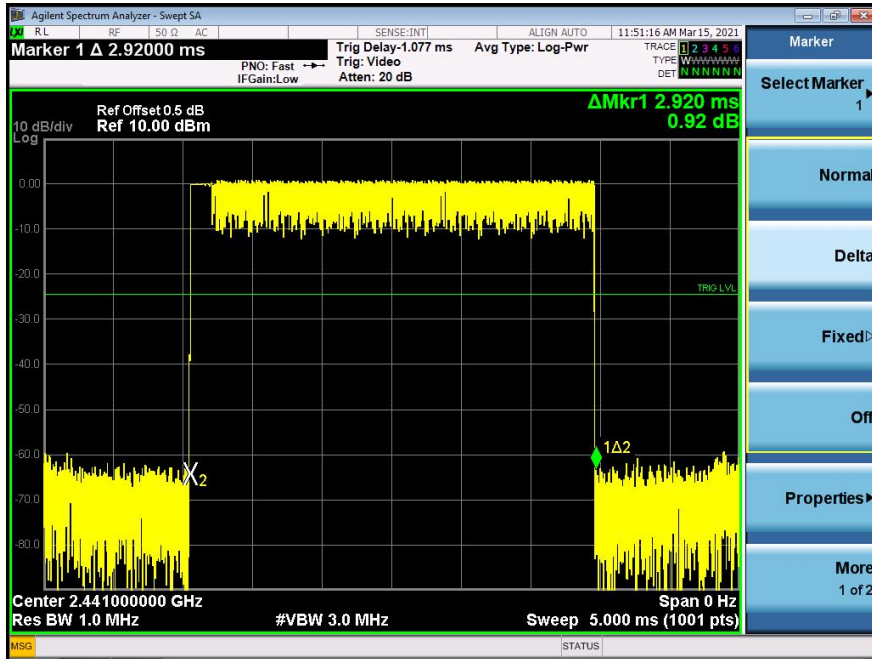 Agilent Spectrum Analyzer - Swept SA
LXI RL RF 50 Ω AC SENSE:INT ALIGN AUTO 11:51:16 AM Mar 15, 2021
Marker 1 Δ 2.92000 ms
PNO: Fast
IFGain:Low
Trig Delay-1.077 ms
Trig: Video
Atten: 20 dB
Avg Type: Log-Pwr
TRACE 1 2 3 4 5 6
TYPE WWWWWW
DET N N N N N N
ΔMkr1 2.920 ms
0.92 dB
Ref Offset 0.5 dB
10 dB/div Ref 10.00 dBm
Log
0.00
-10.0
-20.0
TRIG LVL
-30.0
-40.0
-50.0
-60.0
1Δ2
X2
-70.0
-80.0
Center 2.441000000 GHz Span 0 Hz
Res BW 1.0 MHz #VBW 3.0 MHz Sweep 5.000 ms (1001 pts)
MSG STATUS
Marker
Select Marker
1
Normal
Delta
Fixed
Off
Properties
More
1 of 2